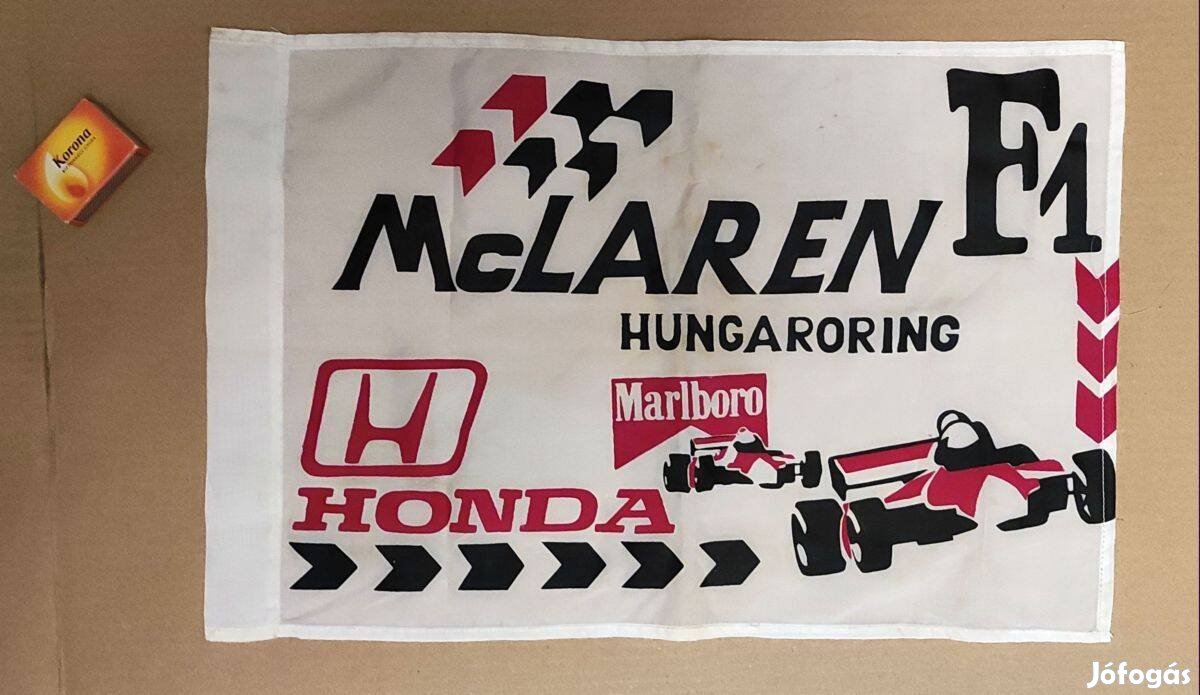 Korona
F1
McLAREN
HUNGARORING
Marlboro
HONDA
Jófogás